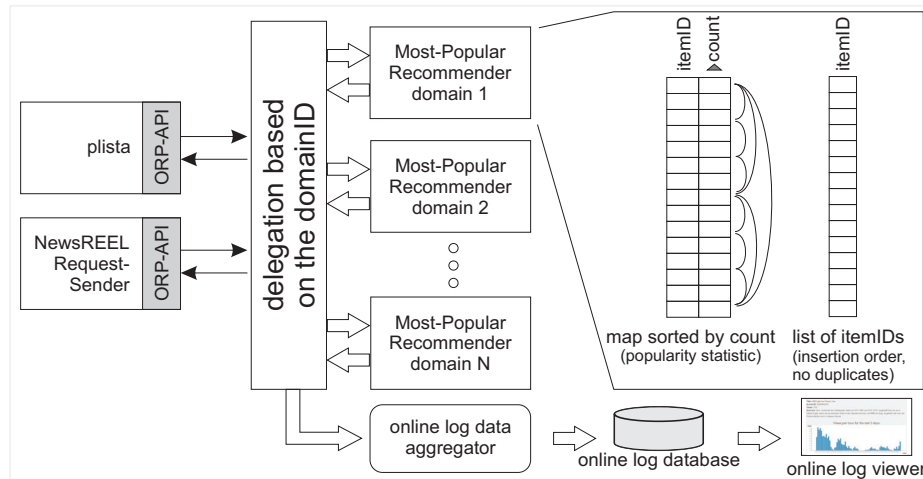 plista
ORP-API
NewsREEL
Request-
Sender
ORP-API
delegation based
on the domainID
Most-Popular
Recommender
domain 1
Most-Popular
Recommender
domain 2
Most-Popular
Recommender
domain N
itemID
count
itemID
map sorted by count
(popularity statistic)
list of itemIDs
(insertion order,
no duplicates)
online log data
aggregator
online log database
online log viewer